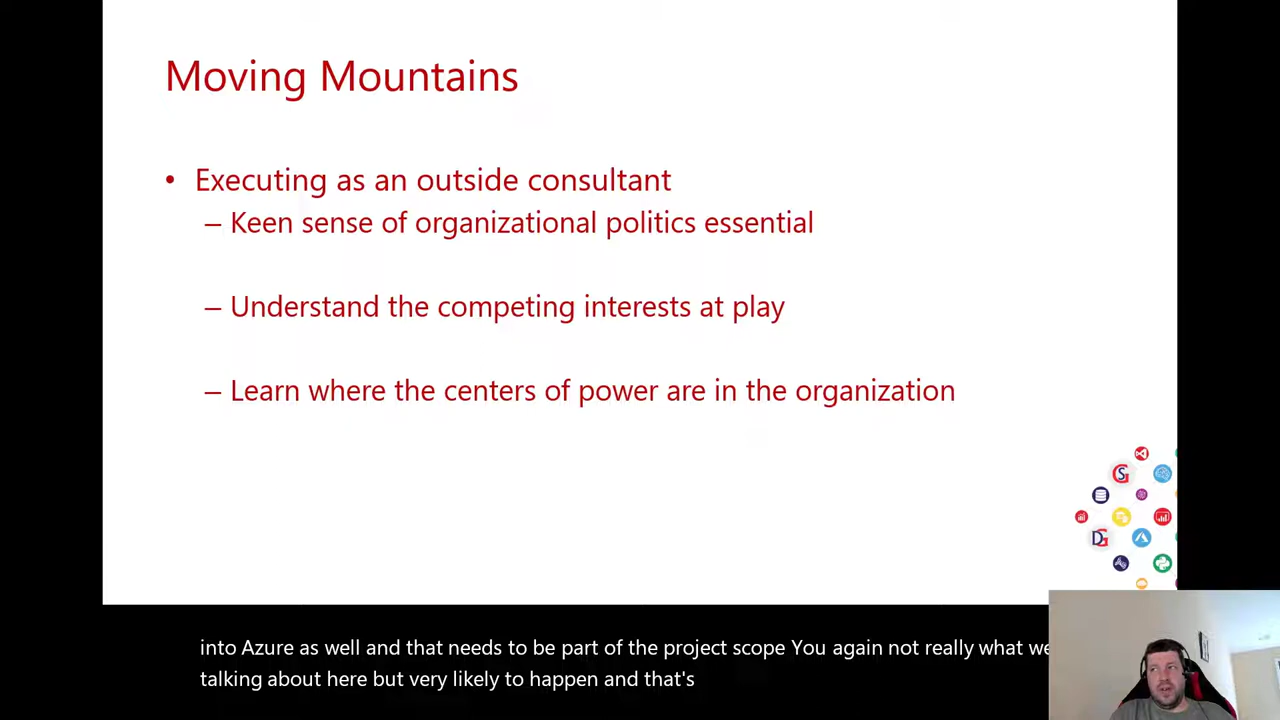 Moving Mountains
• Executing as an outside consultant
– Keen sense of organizational politics essential
– Understand the competing interests at play
– Learn where the centers of power are in the organization
GS
DG
into Azure as well and that needs to be part of the project scope You again not really what we
talking about here but very likely to happen and that's